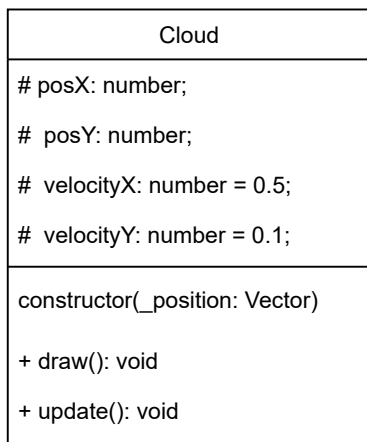 Cloud
# posX: number;
#  posY: number;
#  velocityX: number = 0.5;
#  velocityY: number = 0.1;
constructor(_position: Vector)
+ draw(): void
+ update(): void